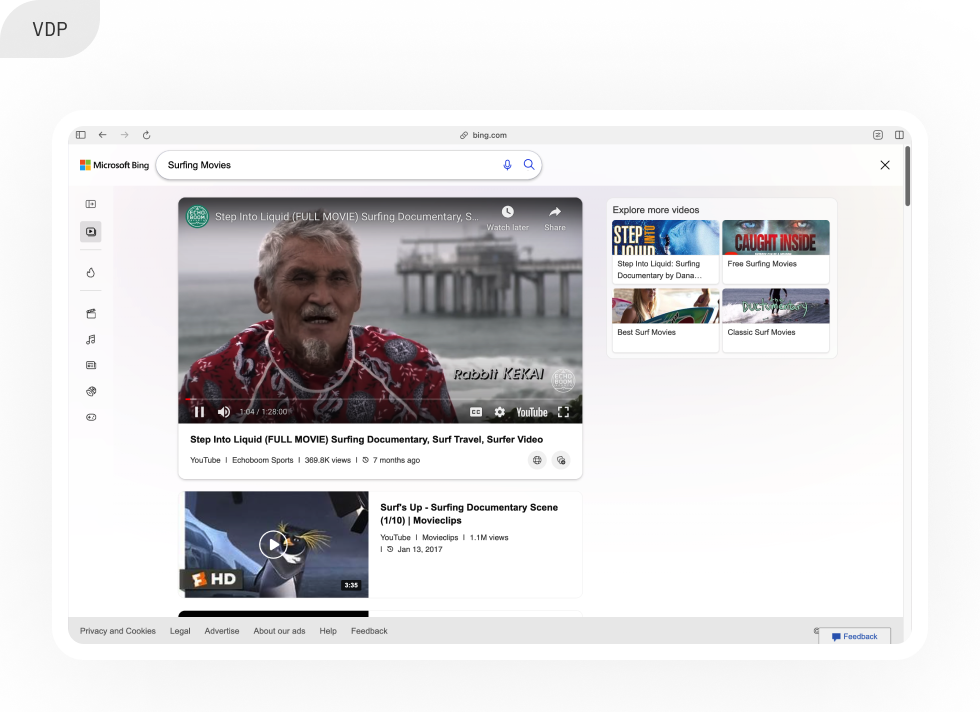 VDP
bing.com
Microsoft Bing
Surfing Movies
ECHO BOOM
Step Into Liquid (FULL MOVIE) Surfing Documentary, S...
Watch later
Share
Rabbit KEKAI
ECHO BOOM
1:04 / 1:28:00
CC
YouTube
Step Into Liquid (FULL MOVIE) Surfing Documentary, Surf Travel, Surfer Video
YouTube | Echoboom Sports | 369.8K views | 7 months ago
HD
3:35
Surf's Up - Surfing Documentary Scene
(1/10) | Movieclips
YouTube | Movieclips | 1.1M views
| Jan 13, 2017
Explore more videos
STEP
INTO
LIQUID
Step Into Liquid: Surfing
Documentary by Dana...
CAUGHT INSIDE
Free Surfing Movies
Best Surf Movies
Classic Surf Movies
Privacy and Cookies
Legal
Advertise
About our ads
Help
Feedback
©
Feedback